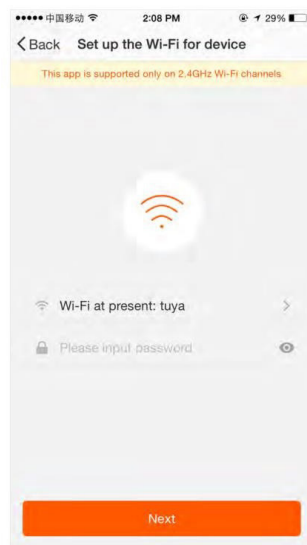 中国移动 2:08 PM 29%
Back Set up the Wi-Fi for device
This app is supported only on 2.4GHz Wi-Fi channels
Wi-Fi at present: tuya
Please input password
Next